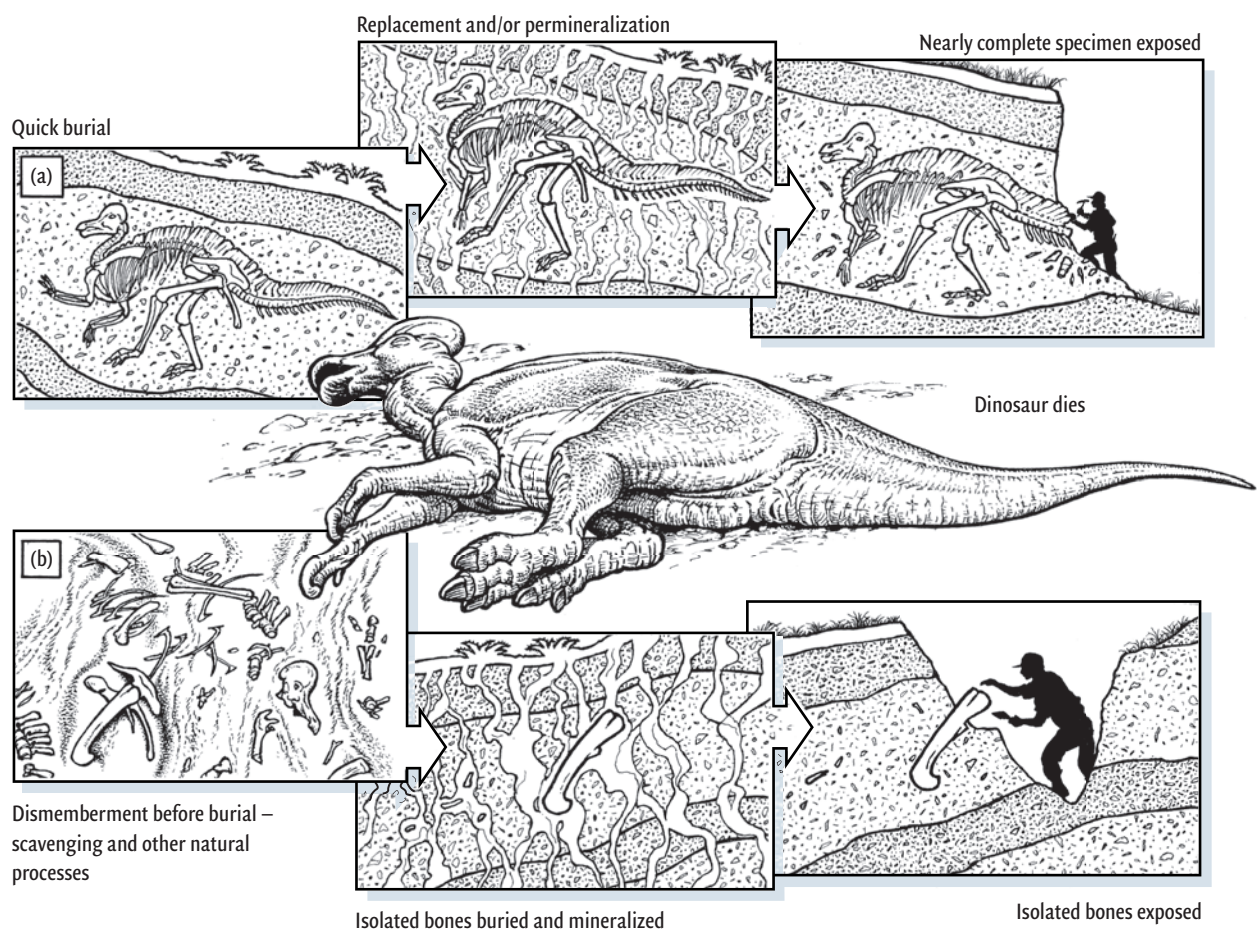 Replacement and/or permineralization
Nearly complete specimen exposed
Quick burial
(a)
Dinosaur dies
(b)
Dismemberment before burial –
scavenging and other natural
processes
Isolated bones buried and mineralized
Isolated bones exposed